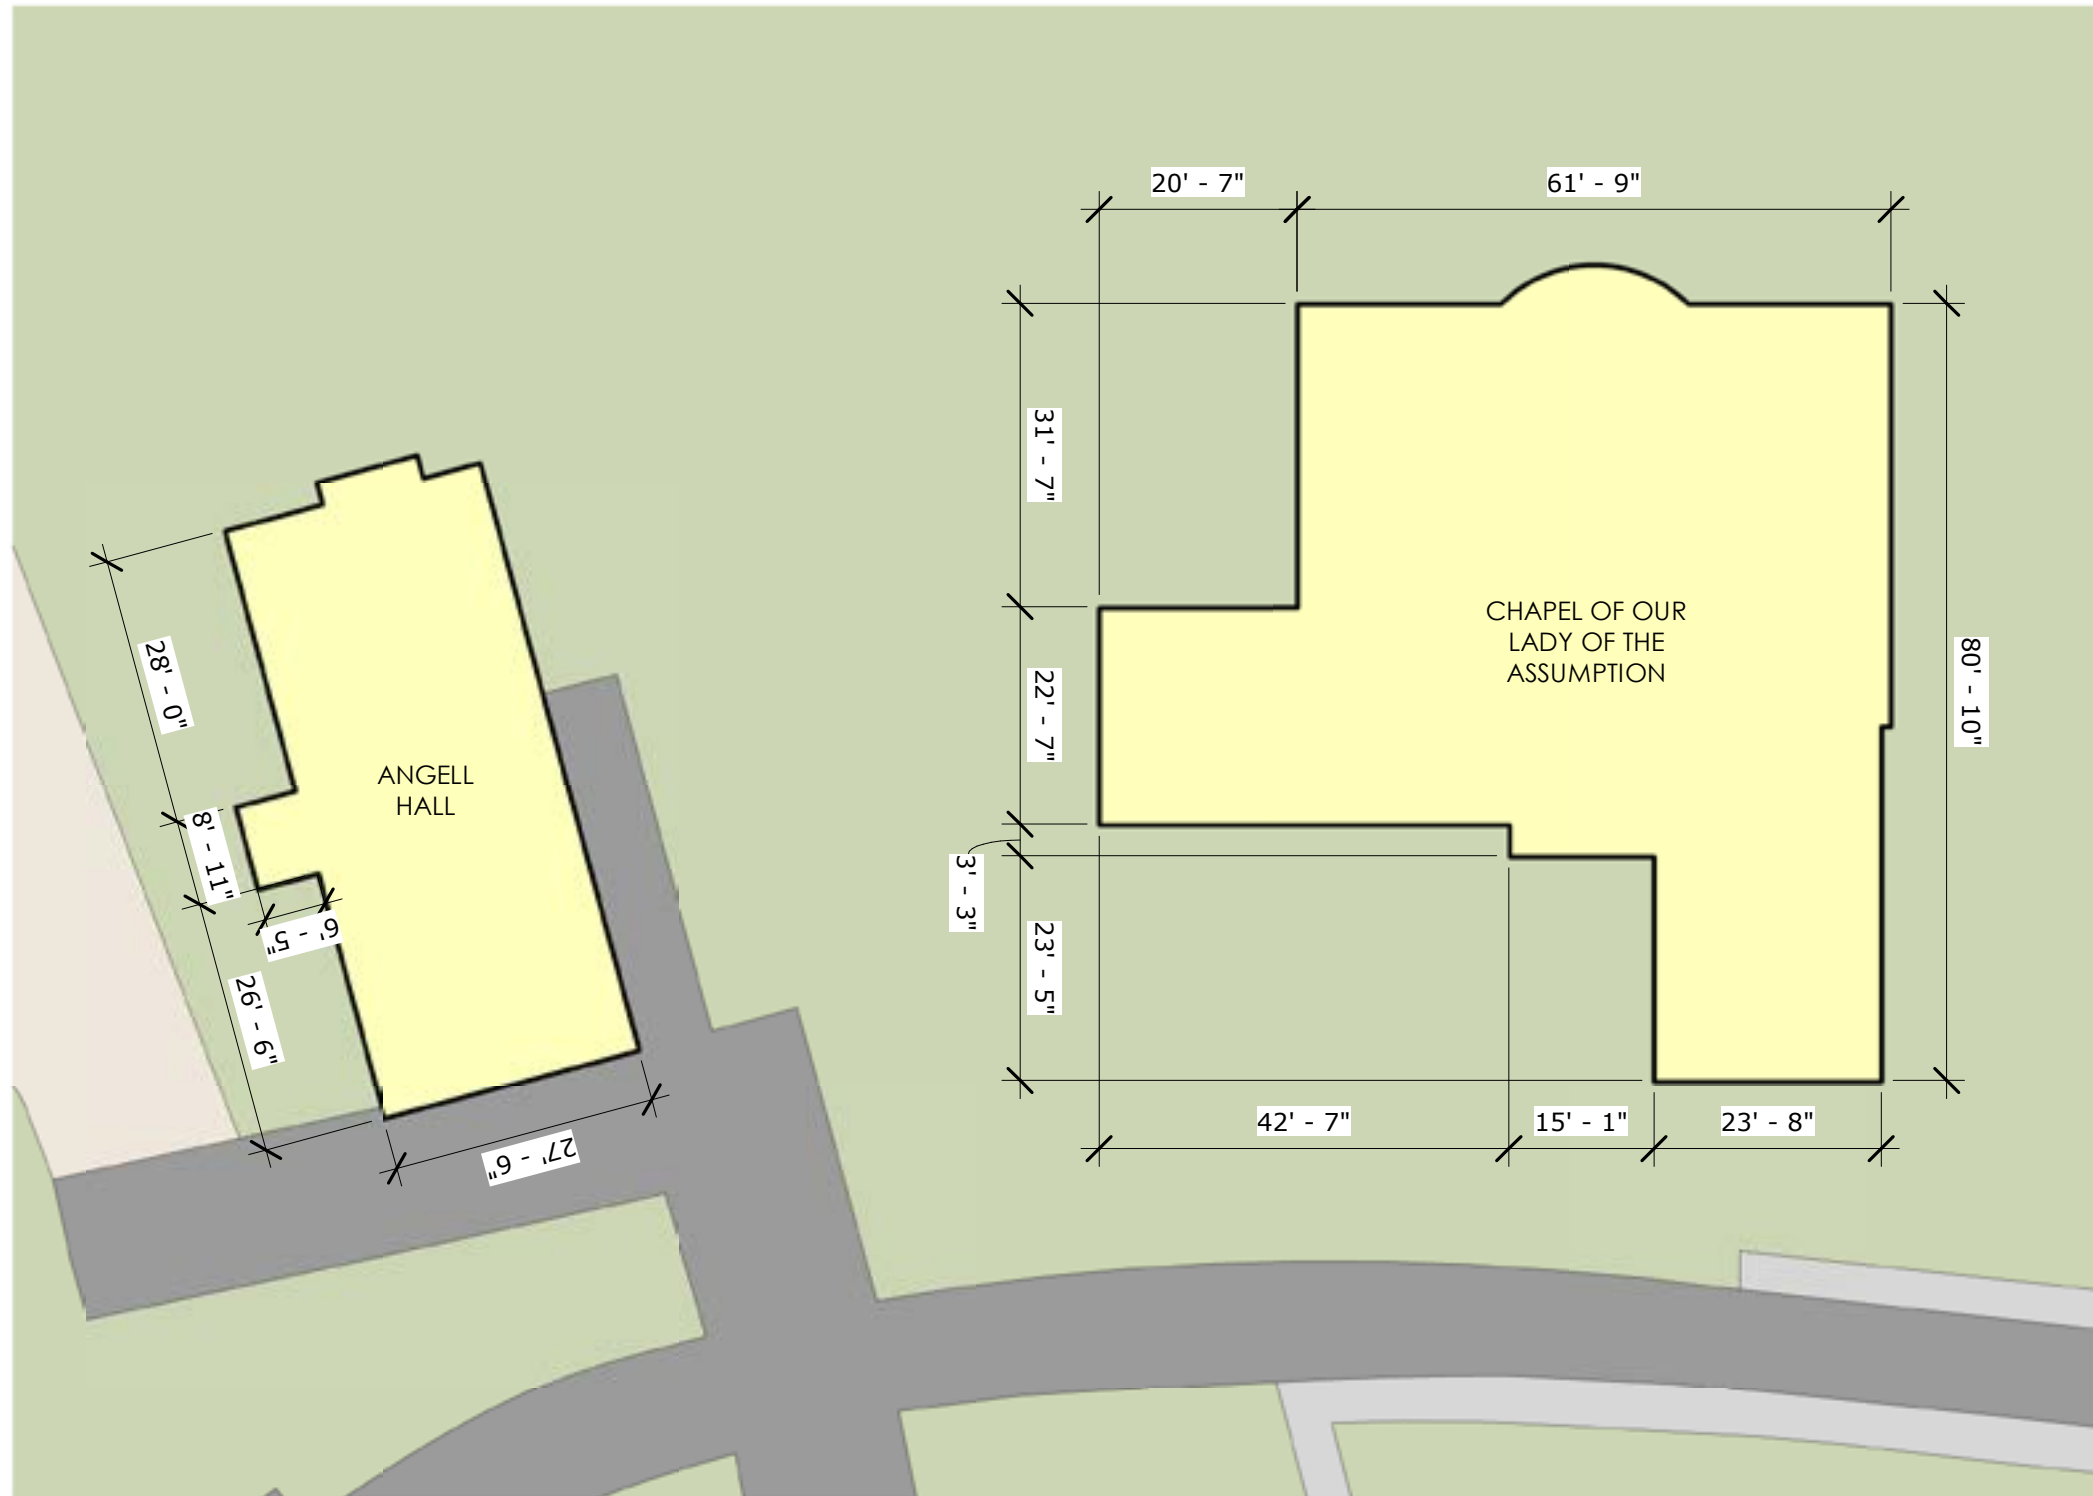 20' - 7"
61' - 9"
31' - 7"
22' - 7"
3' - 3"
23' - 5"
CHAPEL OF OUR
LADY OF THE
ASSUMPTION
80' - 10"
42' - 7"
15' - 1"
23' - 8"
28' - 0"
8' - 11"
ANGELL
HALL
6' - 5"
26' - 6"
27' - 6"